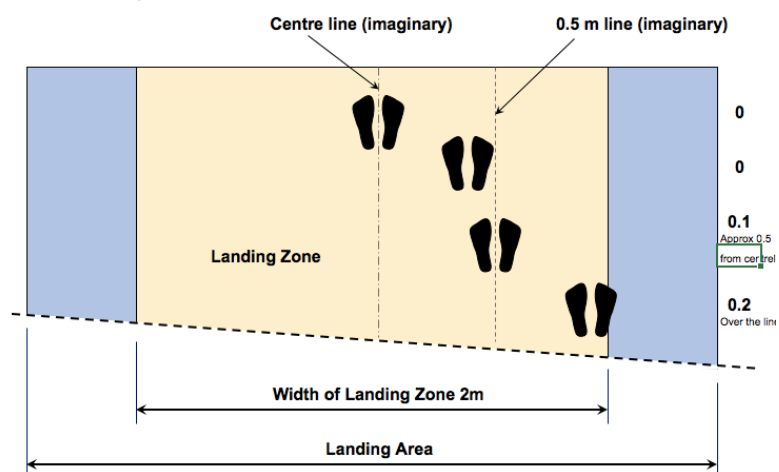 Centre line (imaginary)
0.5 m line (imaginary)
0
0
0.1
Approx 0.5
from
Landing Zone
0.2
Over the line
Width of Landing Zone 2m
Landing Area